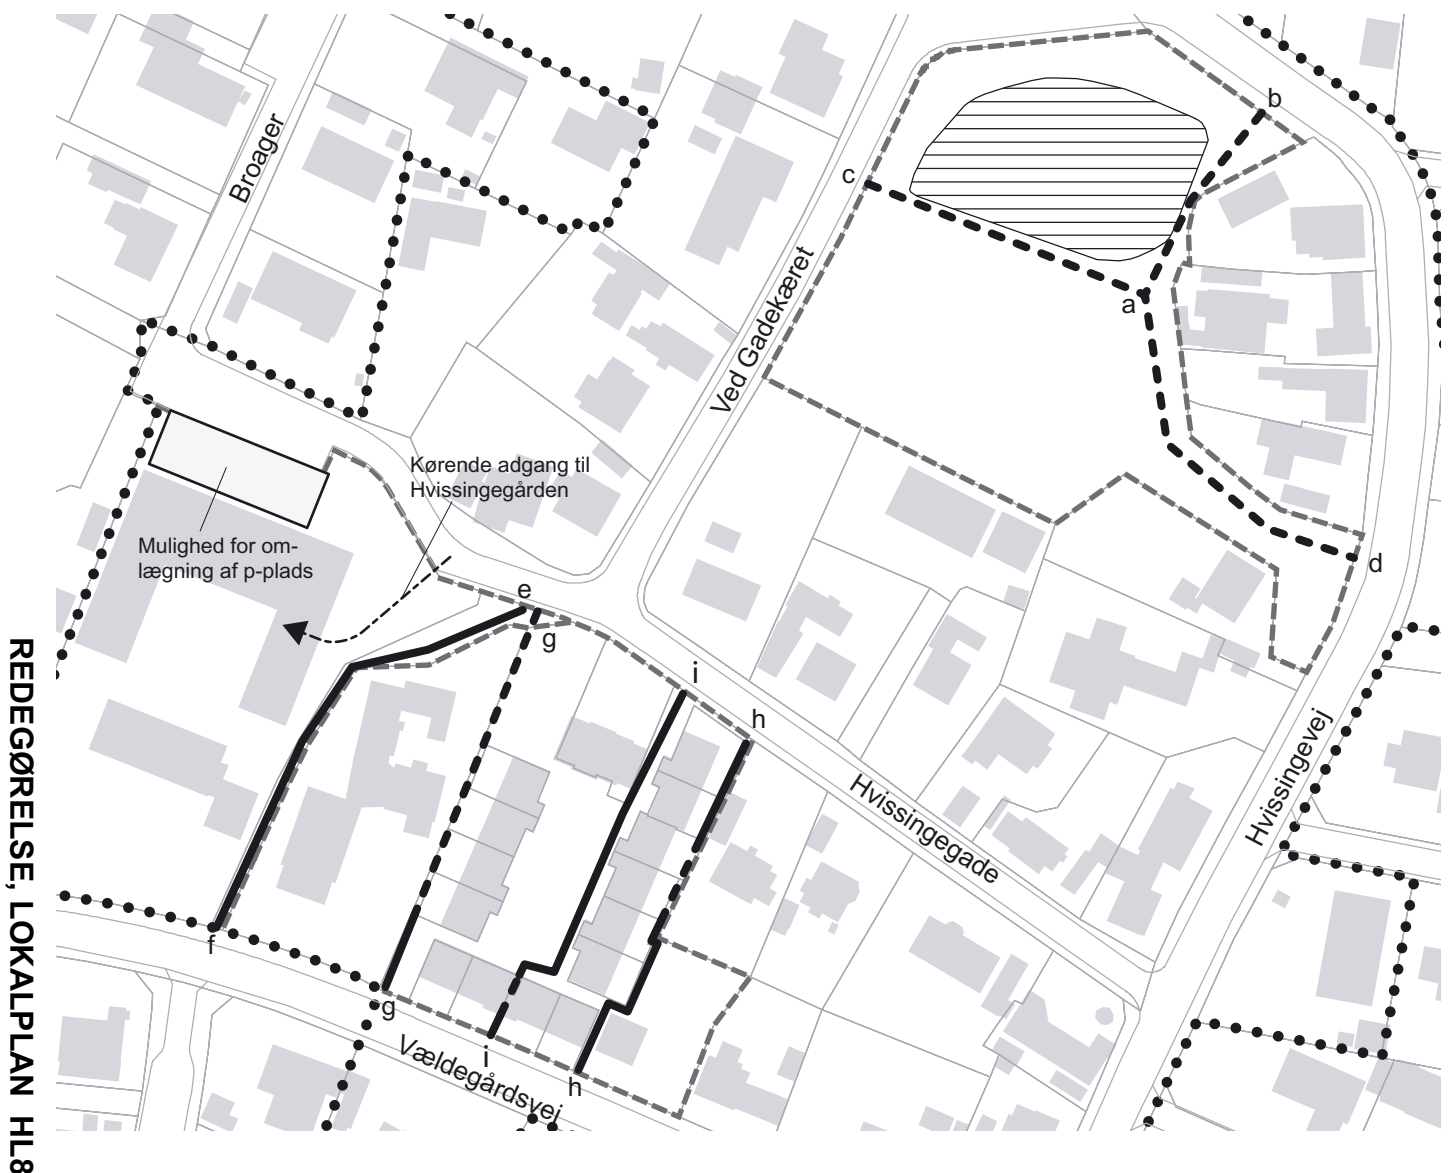 Broager
b
c
Ved Gadekæret
a
Kørende adgang til
Hvissingegården
Mulighed for om-
lægning af p-plads
d
e
g
i
h
Hvissingevej
Hvissingegade
f
g
i
h
Vældegårdsvej
REDEGØRELSE, LOKALPLAN HL8